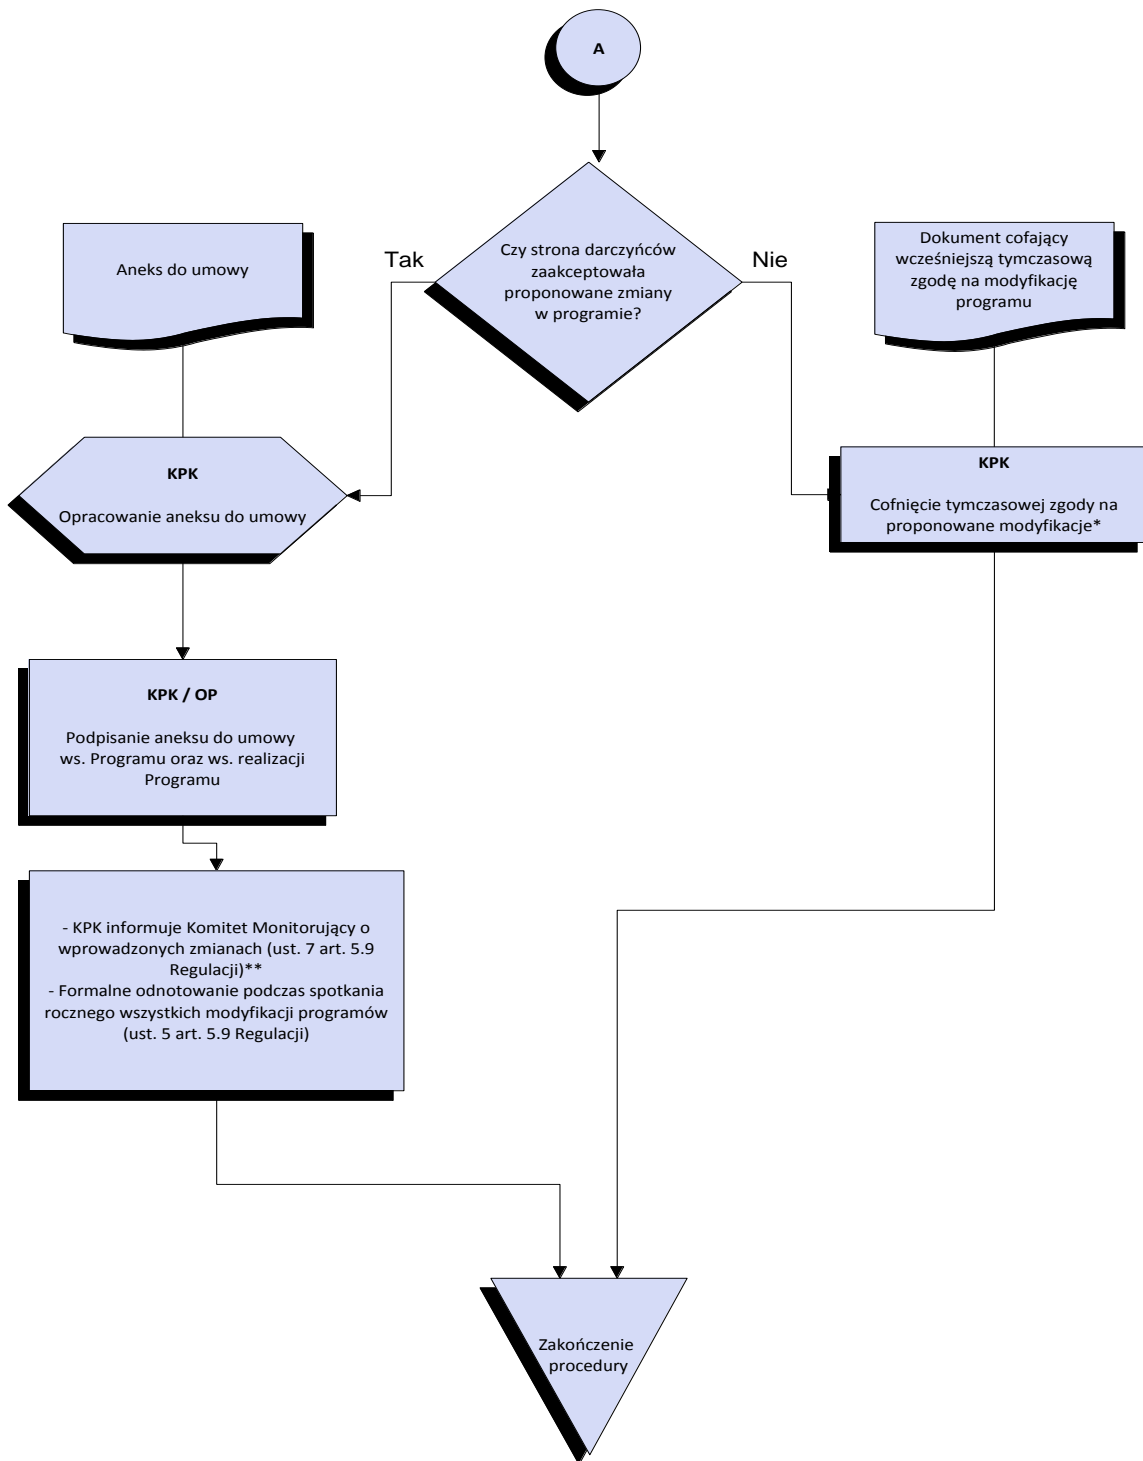 A
Czy strona darczyńców
zaakceptowała
proponowane zmiany
w programie?
Tak
Nie
Aneks do umowy
Dokument cofający
wcześniejszą tymczasową
zgodę na modyfikację
programu
KPK
Opracowanie aneksu do umowy
KPK
Cofnięcie tymczasowej zgody na
proponowane modyfikacje*
KPK / OP
Podpisanie aneksu do umowy
ws. Programu oraz ws. realizacji
Programu
- KPK informuje Komitet Monitorujący o
wprowadzonych zmianach (ust. 7 art. 5.9
Regulacji)**
- Formalne odnotowanie podczas spotkania
rocznego wszystkich modyfikacji programów
(ust. 5 art. 5.9 Regulacji)
Zakończenie
procedury